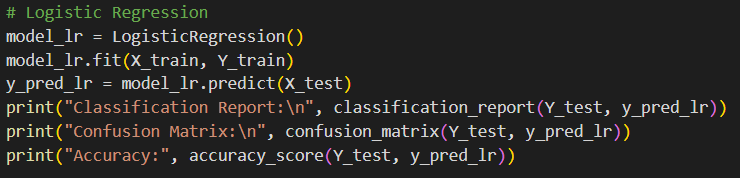 # Logistic Regression
model_lr = LogisticRegression()
model_lr.fit(X_train, Y_train)
y_pred_lr = model_lr.predict(X_test)
print("Classification Report:\n", classification_report(Y_test, y_pred_lr))
print("Confusion Matrix:\n", confusion_matrix(Y_test, y_pred_lr))
print("Accuracy:", accuracy_score(Y_test, y_pred_lr))